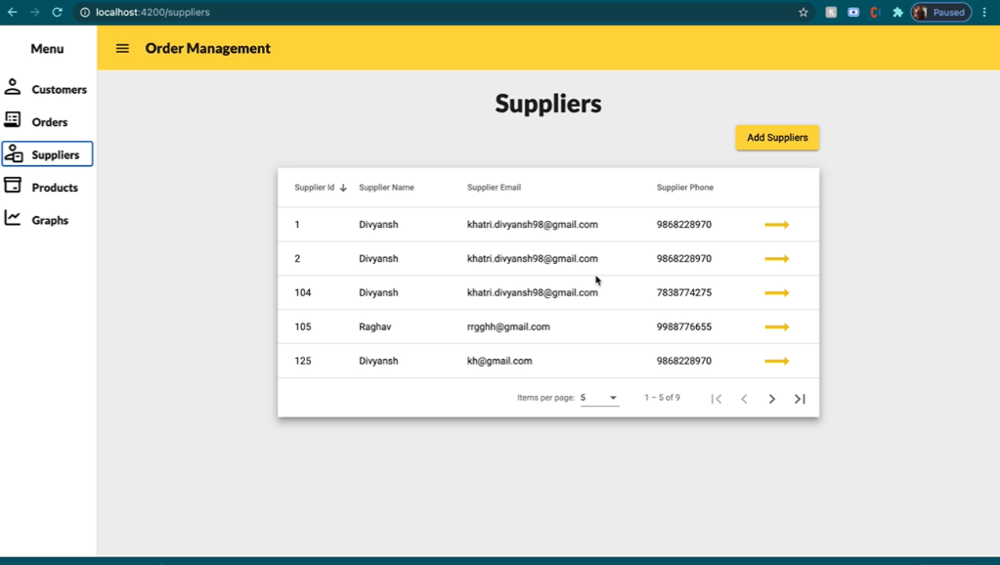 localhost:4200/suppliers
Paused
Menu
Order Management
Customers
Orders
Suppliers
Products
Graphs
Suppliers
Add Suppliers
Supplier Id Supplier Name Supplier Email Supplier Phone
1 Divyansh khatri.divyansh98@gmail.com 9868228970
2 Divyansh khatri.divyansh98@gmail.com 9868228970
104 Divyansh khatri.divyansh98@gmail.com 7838774275
105 Raghav rrgghh@gmail.com 9988776655
125 Divyansh kh@gmail.com 9868228970
Items per page: 5 1 – 5 of 9